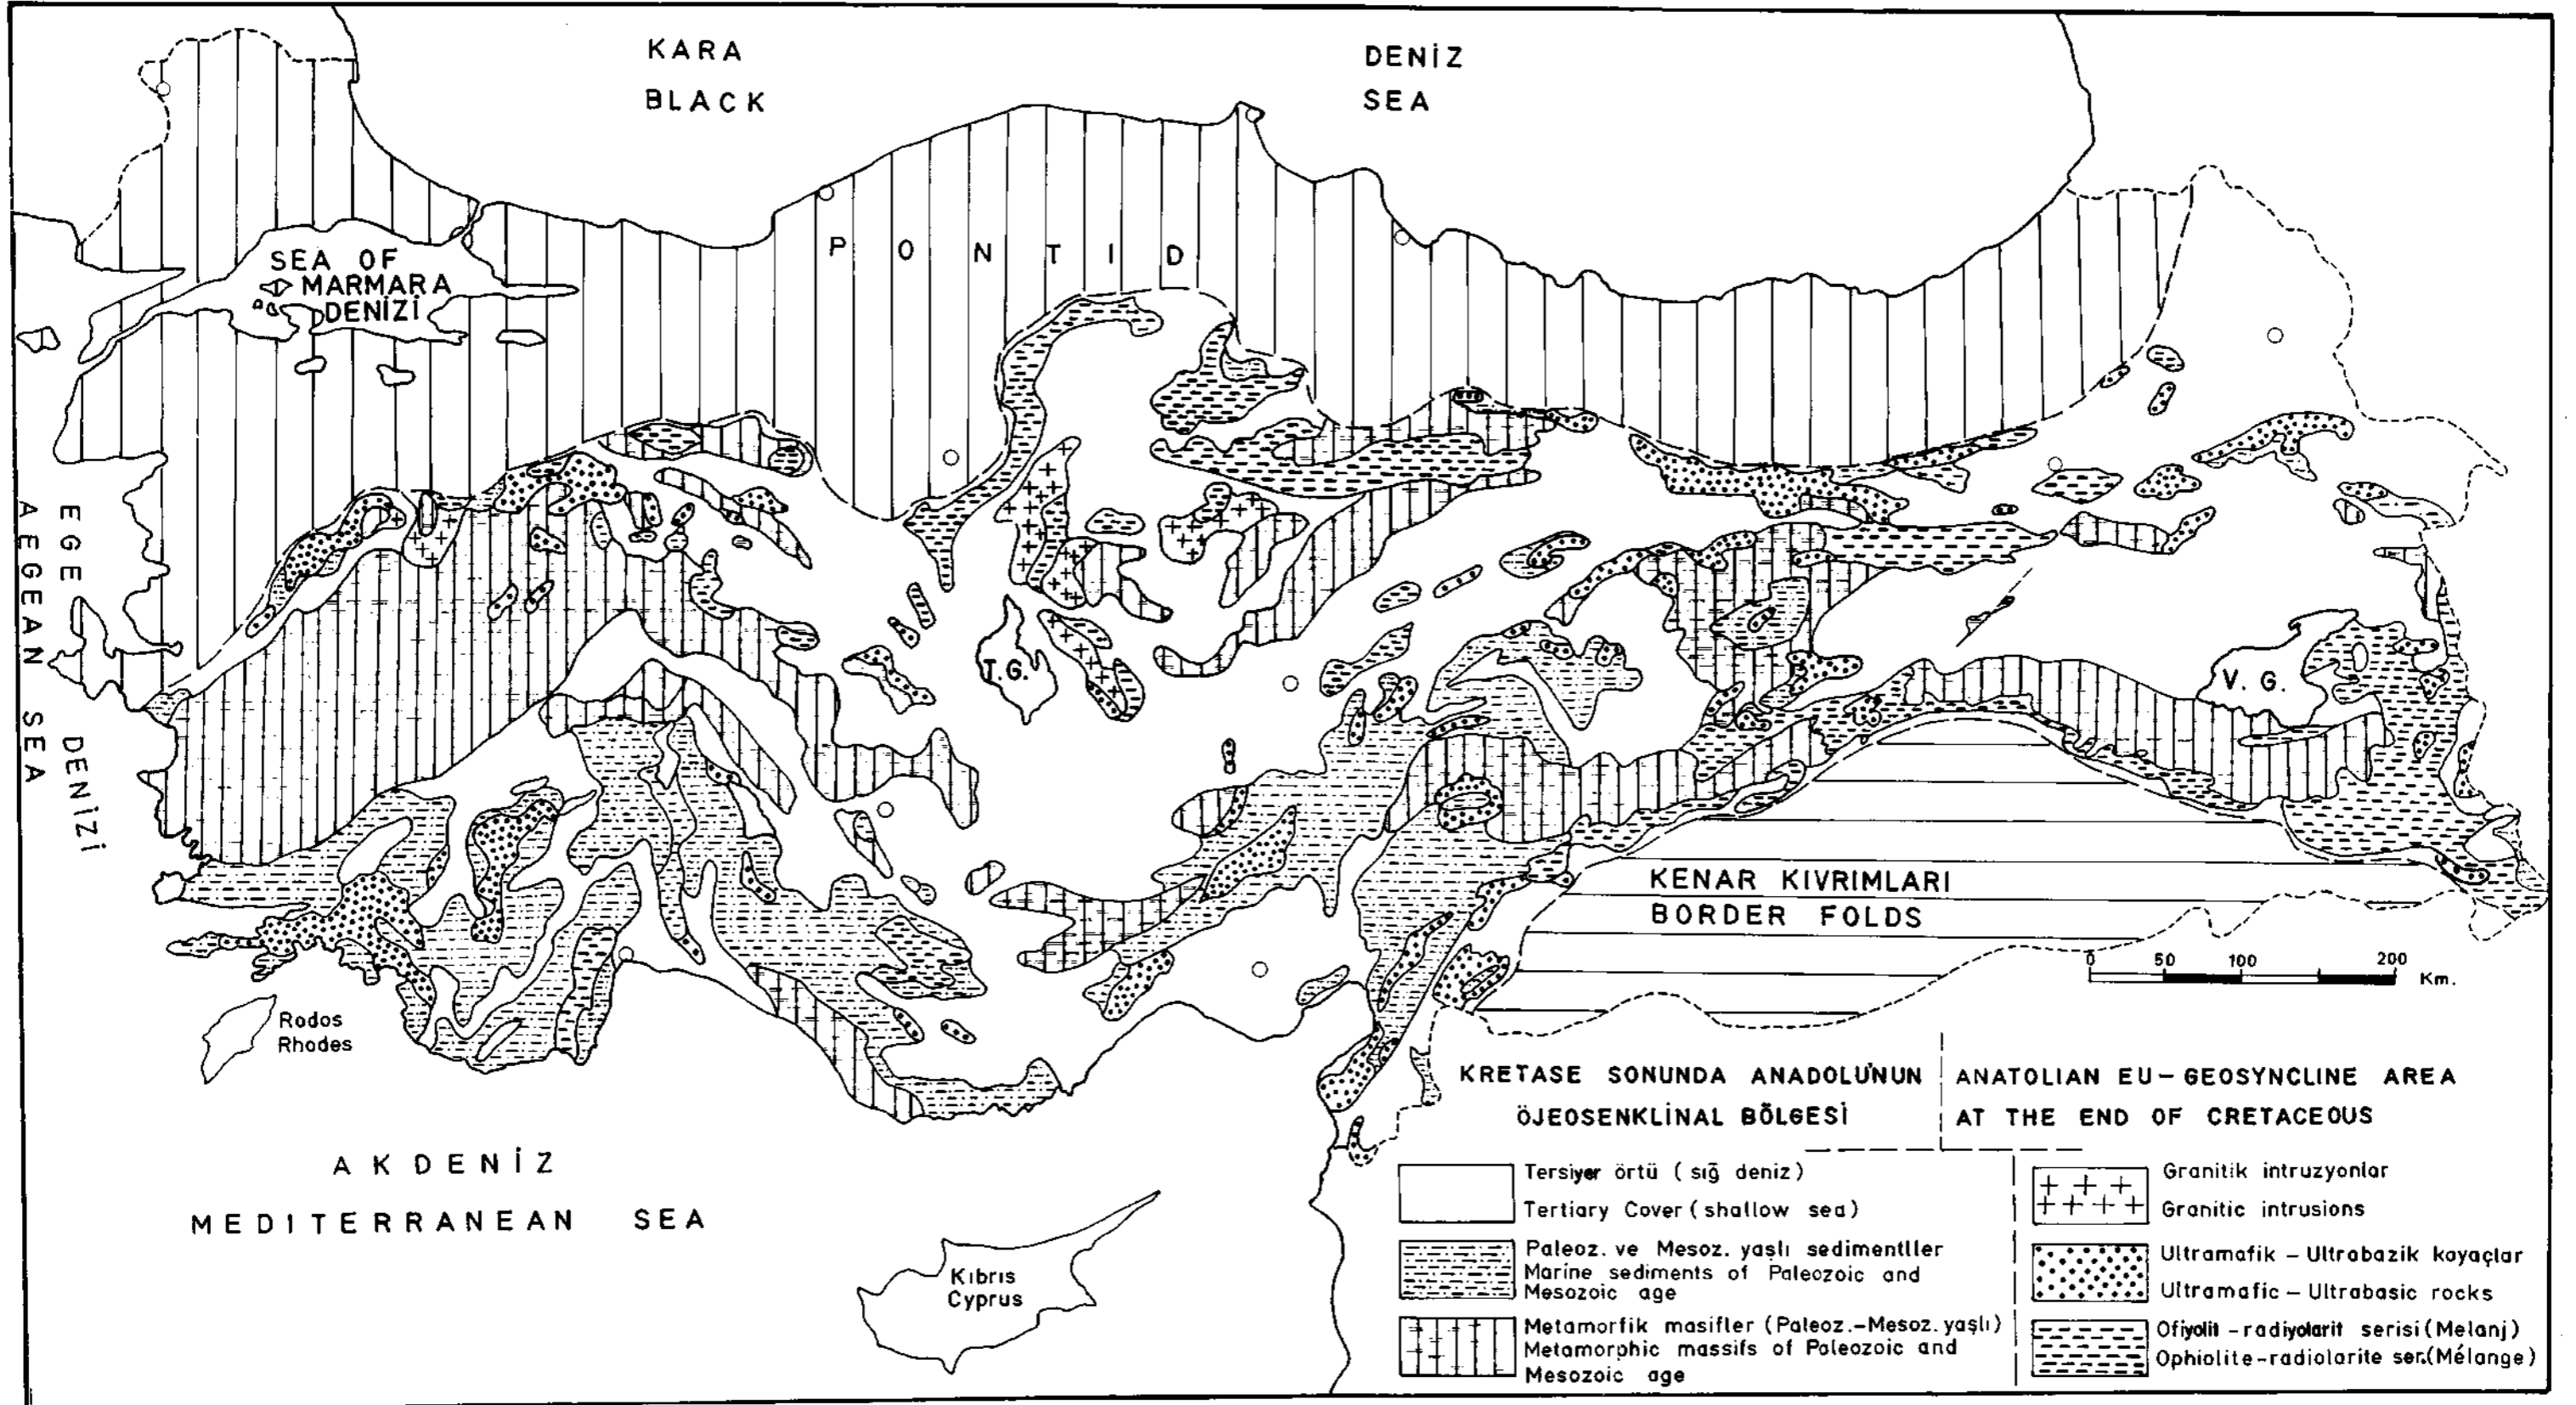 KARA DENİZ
BLACK SEA
PONTID
SEA OF
MARMARA
DENİZİ
EGE DENİZİ
AEGEAN SEA
T.G.
V. G.
KENAR KIVRIMLARI
BORDER FOLDS
0 50 100 200
Km.
Rodos
Rhodes
AKDENİZ
MEDITERRANEAN SEA
Kıbrıs
Cyprus
KRETASE SONUNDA ANADOLU'NUN
ÖJEOSENKLİNAL BÖLGESİ
ANATOLIAN EU-GEOSYNCLINE AREA
AT THE END OF CRETACEOUS
Tersiyer örtü ( sığ deniz )
Tertiary Cover ( shallow sea )
Paleoz. ve Mesoz. yaşlı sedimentller
Marine sediments of Paleozoic and
Mesozoic age
Metamorfik masifler (Paleoz.-Mesoz. yaşlı)
Metamorphic massifs of Paleozoic and
Mesozoic age
Granitik intruzyonlar
Granitic intrusions
Ultramafik – Ultrabazik kayaçlar
Ultramafic – Ultrabasic rocks
Ofiyolit - radiyolarit serisi (Melanj)
Ophiolite-radiolarite ser.(Mélange)